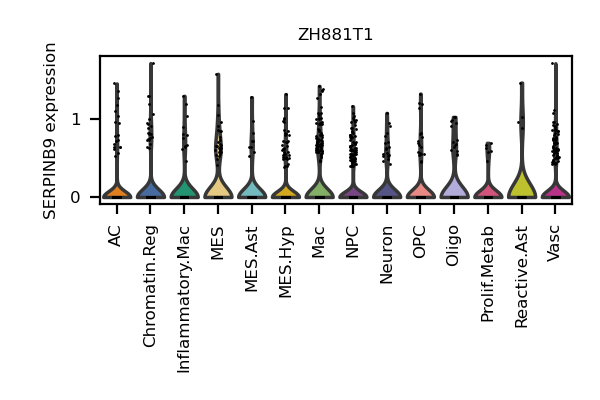 ZH881T1
SERPINB9 expression
1
0
AC
Chromatin.Reg
Inflammatory.Mac
MES
MES.Ast
MES.Hyp
Mac
NPC
Neuron
OPC
Oligo
Prolif.Metab
Reactive.Ast
Vasc